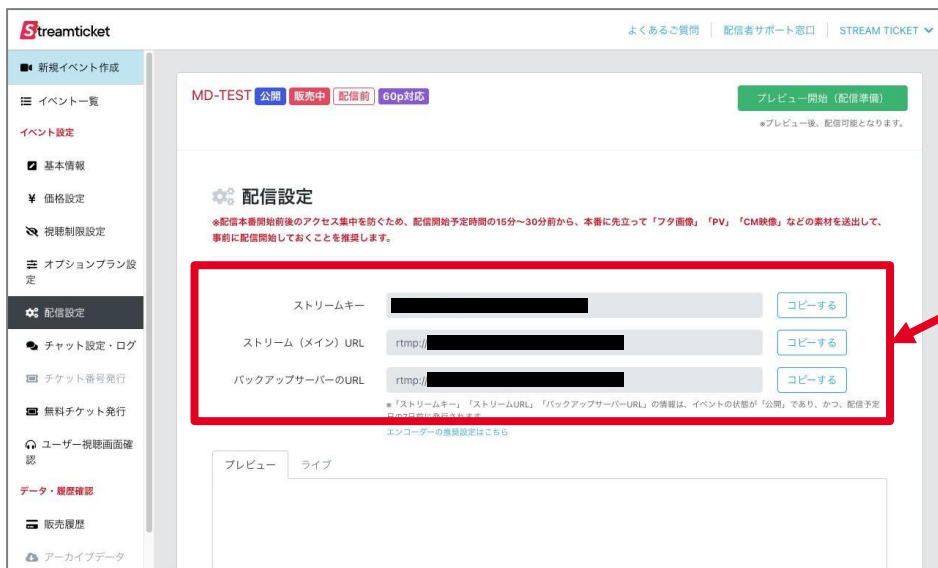 Streamticket
よくあるご質問
配信者サポート窓口
STREAM TICKET
新規イベント作成
イベント一覧
イベント設定
基本情報
¥ 価格設定
視聴制限設定
オプションプラン設
定
配信設定
チャット設定・ログ
チケット番号発行
無料チケット発行
ユーザー視聴画面確
認
データ・履歴確認
販売履歴
アーカイブデータ
MD-TEST 公開 販売中 配信前 60p対応
プレビュー開始（配信準備）
※プレビュー後、配信可能となります。
配信設定
※配信本番開始前後のアクセス集中を防ぐため、配信開始予定時間の15分〜30分前から、本番に先立って「フタ画像」「PV」「CM映像」などの素材を送出して、
事前に配信開始しておくことを推奨します。
ストリームキー
コピーする
ストリーム（メイン）URL
rtmp://
コピーする
バックアップサーバーのURL
rtmp://
コピーする
※「ストリームキー」「ストリームURL」「バックアップサーバーURL」の情報は、イベントの状態が「公開」であり、かつ、配信予定
日の7日前に発行されます
エンコーダーの推奨設定はこちら
プレビュー
ライブ